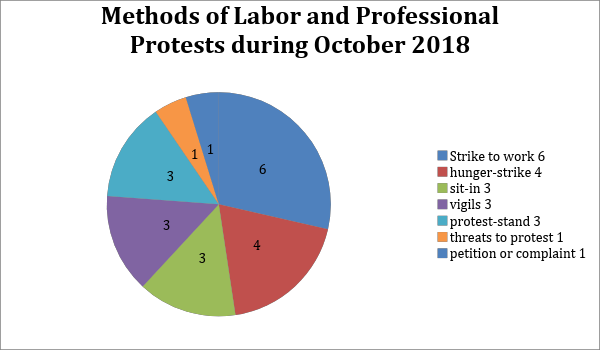 Methods of Labor and Professional
Protests during October 2018
1
1
6
3
3
4
3
Strike to work 6
hunger-strike 4
sit-in 3
vigils 3
protest-stand 3
threats to protest 1
petition or complaint 1